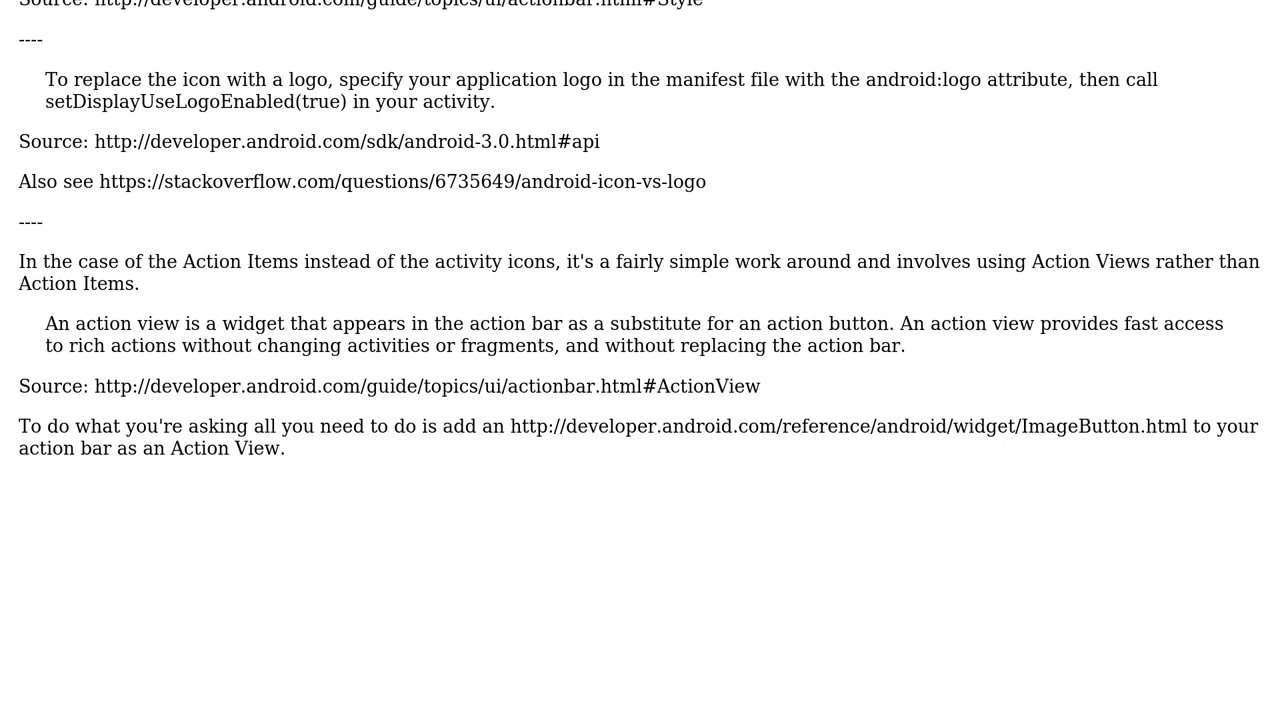 Source: http://developer.android.com/guide/topics/ui/actionbar.html#Style
----
To replace the icon with a logo, specify your application logo in the manifest file with the android:logo attribute, then call
setDisplayUseLogoEnabled(true) in your activity.
Source: http://developer.android.com/sdk/android-3.0.html#api
Also see https://stackoverflow.com/questions/6735649/android-icon-vs-logo
----
In the case of the Action Items instead of the activity icons, it's a fairly simple work around and involves using Action Views rather than
Action Items.
An action view is a widget that appears in the action bar as a substitute for an action button. An action view provides fast access
to rich actions without changing activities or fragments, and without replacing the action bar.
Source: http://developer.android.com/guide/topics/ui/actionbar.html#ActionView
To do what you're asking all you need to do is add an http://developer.android.com/reference/android/widget/ImageButton.html to your
action bar as an Action View.